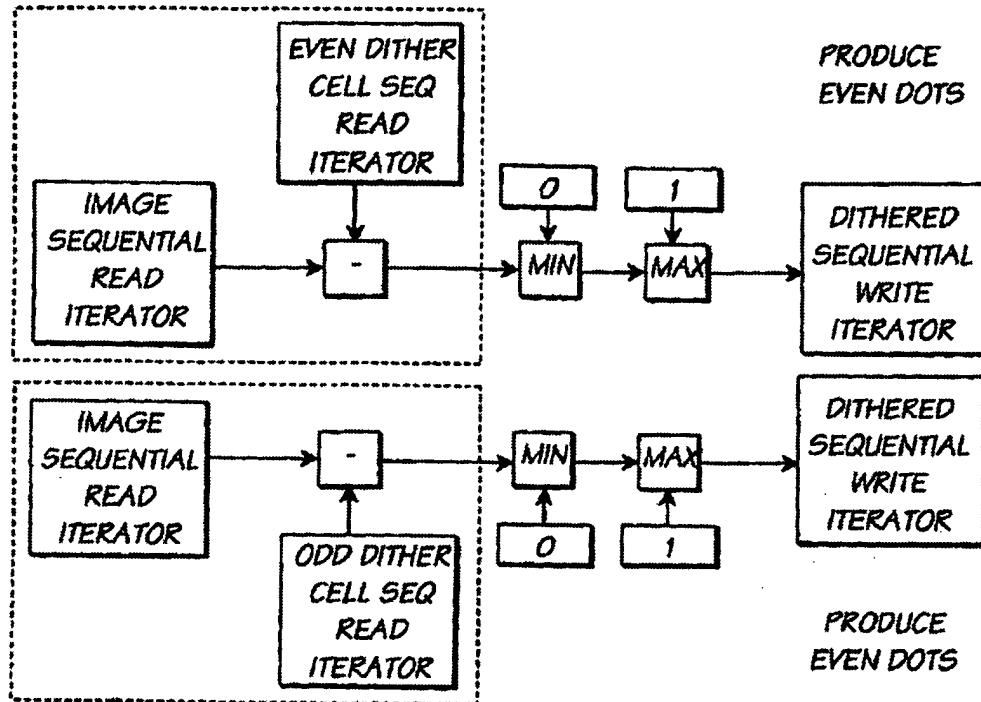 EVEN DITHER
CELL SEQ
READ
ITERATOR
PRODUCE
EVEN DOTS
IMAGE
SEQUENTIAL
READ
ITERATOR
-
0
1
MIN
MAX
DITHERED
SEQUENTIAL
WRITE
ITERATOR
IMAGE
SEQUENTIAL
READ
ITERATOR
-
MIN
MAX
0
1
DITHERED
SEQUENTIAL
WRITE
ITERATOR
ODD DITHER
CELL SEQ
READ
ITERATOR
PRODUCE
EVEN DOTS